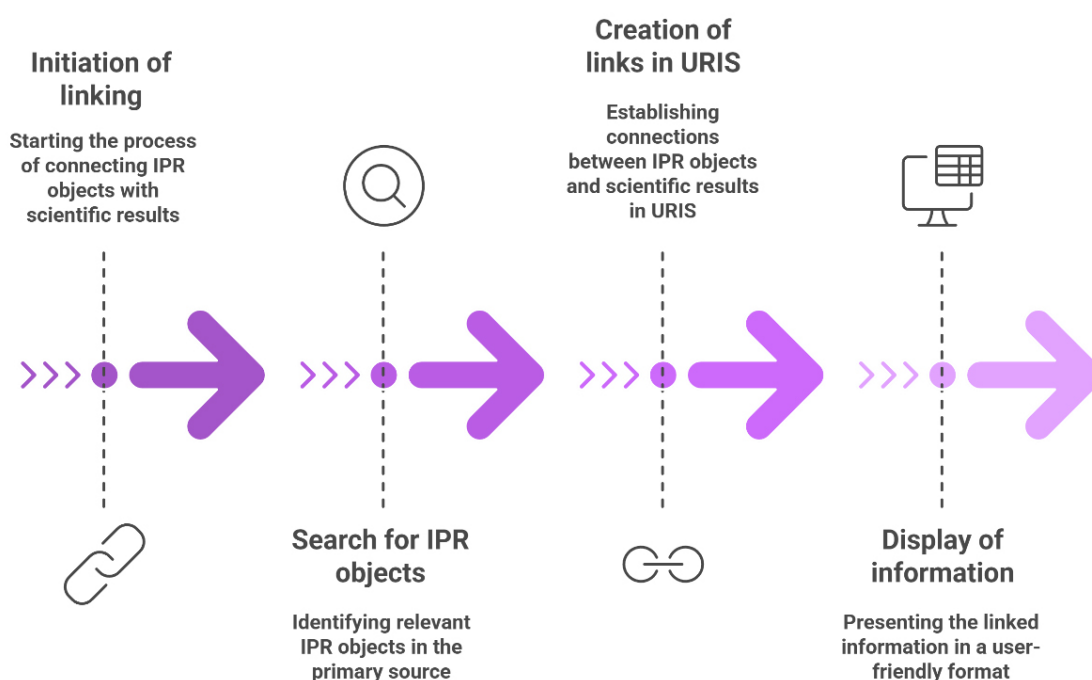 Initiation of
linking
Starting the process
of connecting IPR
objects with
scientific results
Search for IPR
objects
Identifying relevant
IPR objects in the
primary source
Creation of
links in URIS
Establishing
connections
between IPR objects
and scientific results
in URIS
Display of
information
Presenting the linked
information in a user-
friendly format